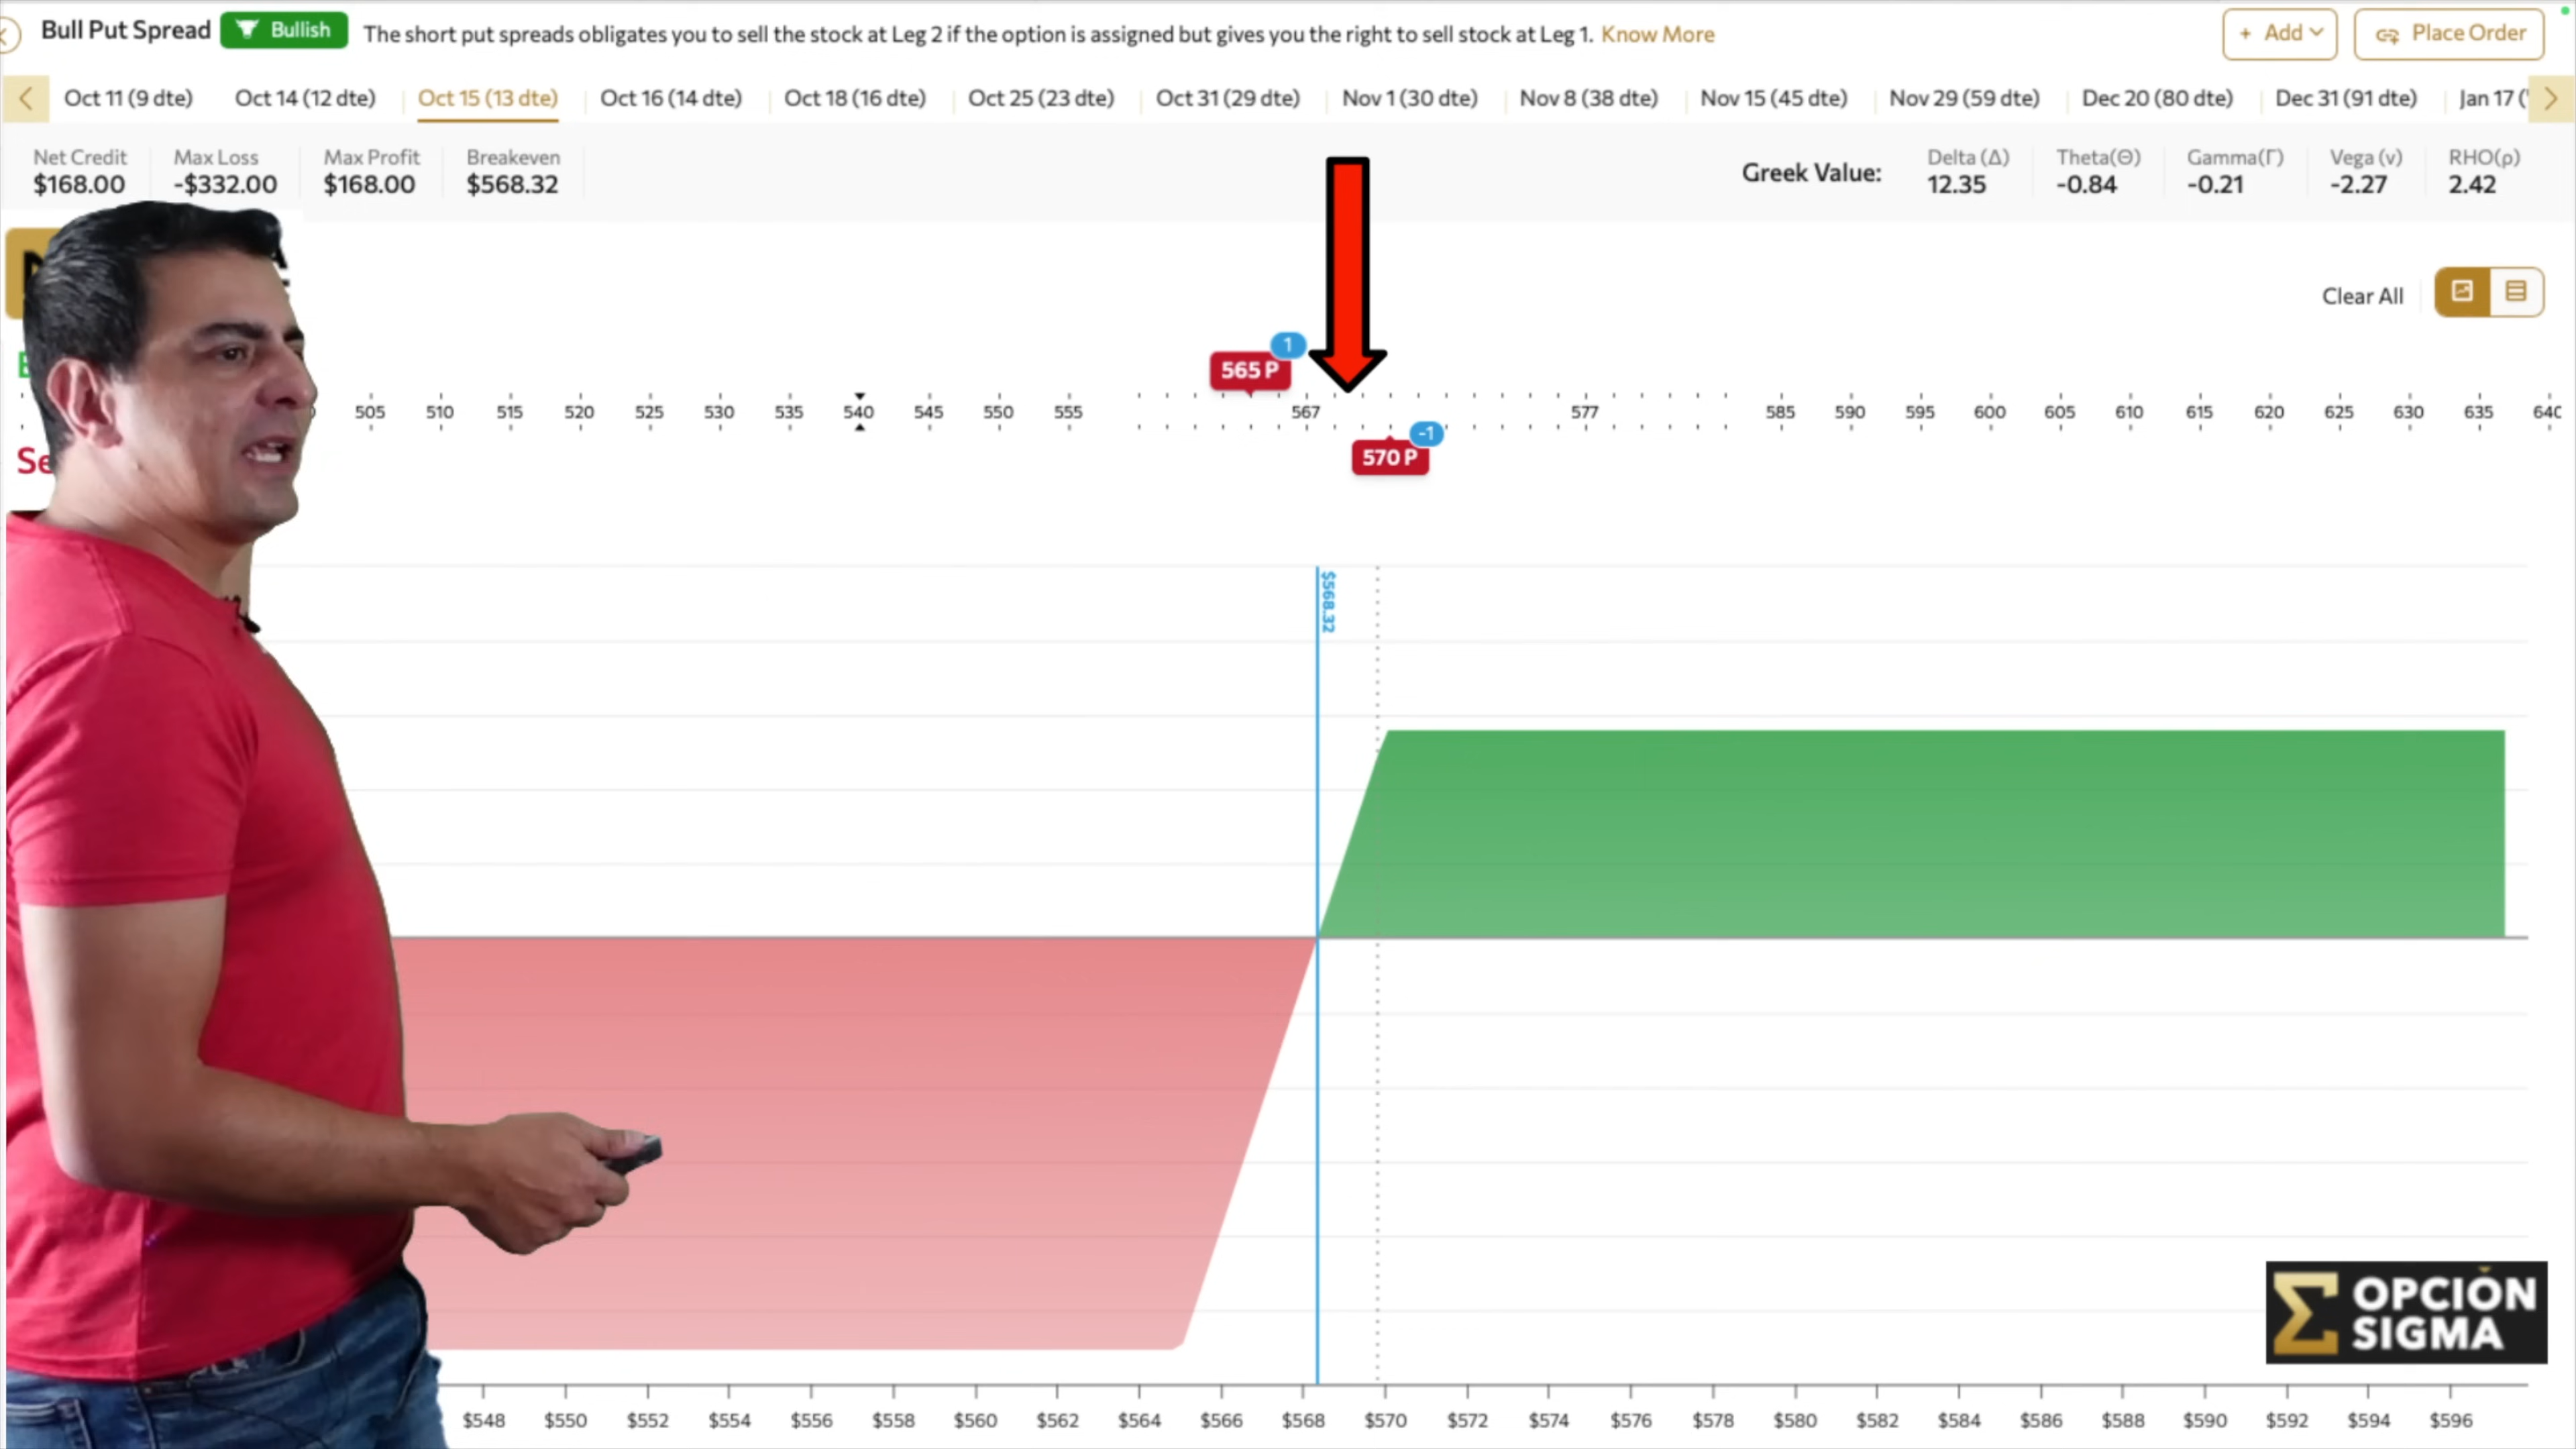 Bull Put Spread Bullish The short put spreads obligates you to sell the stock at Leg 2 if the option is assigned but gives you the right to sell stock at Leg 1. Know More + Add Place Order
Oct 11 (9 dte) Oct 14 (12 dte) Oct 15 (13 dte) Oct 16 (14 dte) Oct 18 (16 dte) Oct 25 (23 dte) Oct 31 (29 dte) Nov 1 (30 dte) Nov 8 (38 dte) Nov 15 (45 dte) Nov 29 (59 dte) Dec 20 (80 dte) Dec 31 (91 dte) Jan 17
Net Credit Max Loss Max Profit Breakeven Delta (Δ) Theta(Θ) Gamma(Γ) Vega (v) RHO(ρ)
Greek Value:
$168.00 -$332.00 $168.00 $568.32 12.35 -0.84 -0.21 -2.27 2.42
Clear All
1
565 P
505 510 515 520 525 530 535 540 545 550 555 567 577 585 590 595 600 605 610 615 620 625 630 635 640
-1
570 P
Se
$568.32
OPCIÓN
SIGMA
$548 $550 $552 $554 $556 $558 $560 $562 $564 $566 $568 $570 $572 $574 $576 $578 $580 $582 $584 $586 $588 $590 $592 $594 $596